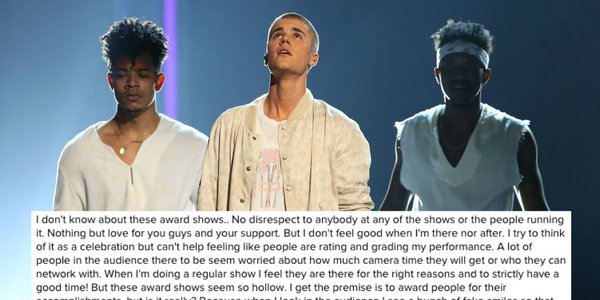 I don't know about these award shows.. No disrespect to anybody at any of the shows or the people running
it. Nothing but love for you guys and your support. But I don't feel good when I'm there nor after. I try to think
of it as a celebration but can't help feeling like people are rating and grading my performance. A lot of
people in the audience there to be seem worried about how much camera time they will get or who they can
network with. When I'm doing a regular show I feel they are there for the right reasons and to strictly have a
good time! But these award shows seem so hollow. I get the premise is to award people for their
accomplishments, but is it really? Because when I look in the audience I see a bunch of fake smiles so that